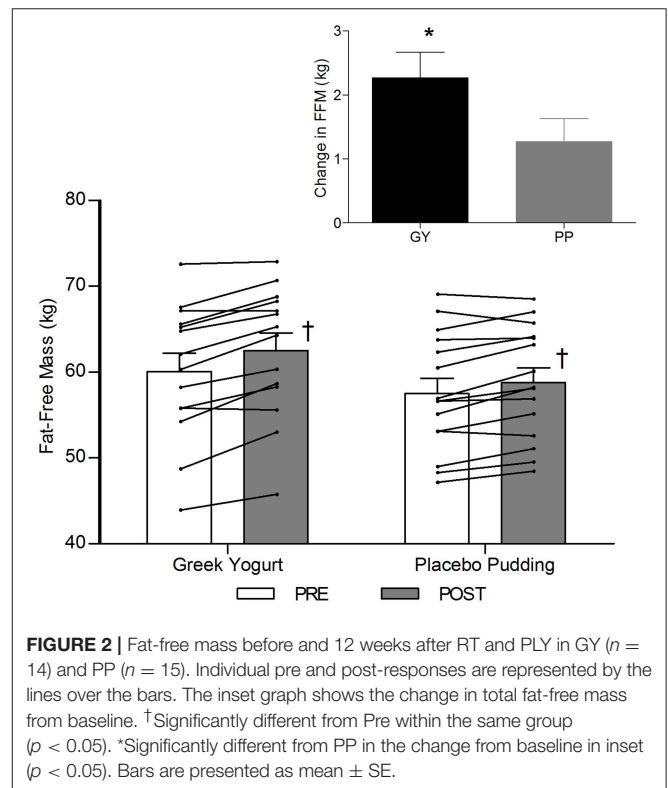 3
*
2
Change in FFM (kg)
1
0
GY PP
80
70
Fat-Free Mass (kg)
† †
60
50
40
Greek Yogurt Placebo Pudding
PRE POST
FIGURE 2 | Fat-free mass before and 12 weeks after RT and PLY in GY (n =
14) and PP (n = 15). Individual pre and post-responses are represented by the
lines over the bars. The inset graph shows the change in total fat-free mass
from baseline. †Significantly different from Pre within the same group
(p < 0.05). *Significantly different from PP in the change from baseline in inset
(p < 0.05). Bars are presented as mean ± SE.